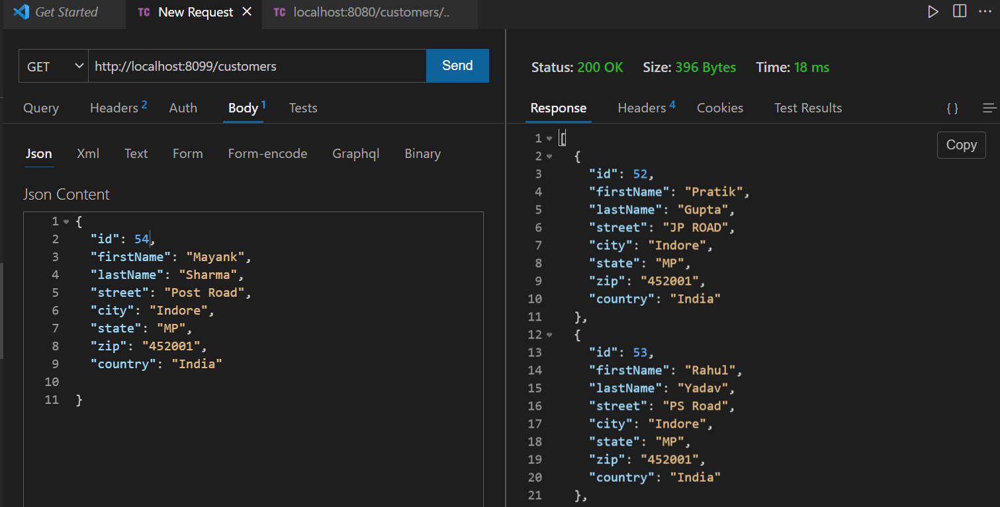 Get Started TC New Request × TC localhost:8080/customers/..
GET http://localhost:8099/customers Send
Query Headers 2 Auth Body 1 Tests
Json Xml Text Form Form-encode Graphql Binary
Json Content
1 {
2 "id": 54,
3 "firstName": "Mayank",
4 "lastName": "Sharma",
5 "street": "Post Road",
6 "city": "Indore",
7 "state": "MP",
8 "zip": "452001",
9 "country": "India"
10
11 }
Status: 200 OK Size: 396 Bytes Time: 18 ms
Response Headers 4 Cookies Test Results { }
Copy
1 [
2 {
3 "id": 52,
4 "firstName": "Pratik",
5 "lastName": "Gupta",
6 "street": "JP ROAD",
7 "city": "Indore",
8 "state": "MP",
9 "zip": "452001",
10 "country": "India"
11 },
12 {
13 "id": 53,
14 "firstName": "Rahul",
15 "lastName": "Yadav",
16 "street": "PS Road",
17 "city": "Indore",
18 "state": "MP",
19 "zip": "452001",
20 "country": "India"
21 },